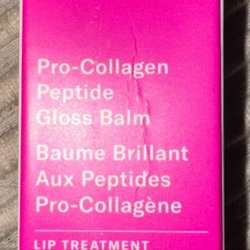 Pro-Collagen
Peptide
Gloss Balm
Baume Brillant
Aux Peptides
Pro-Collagène
LIP TREATMENT